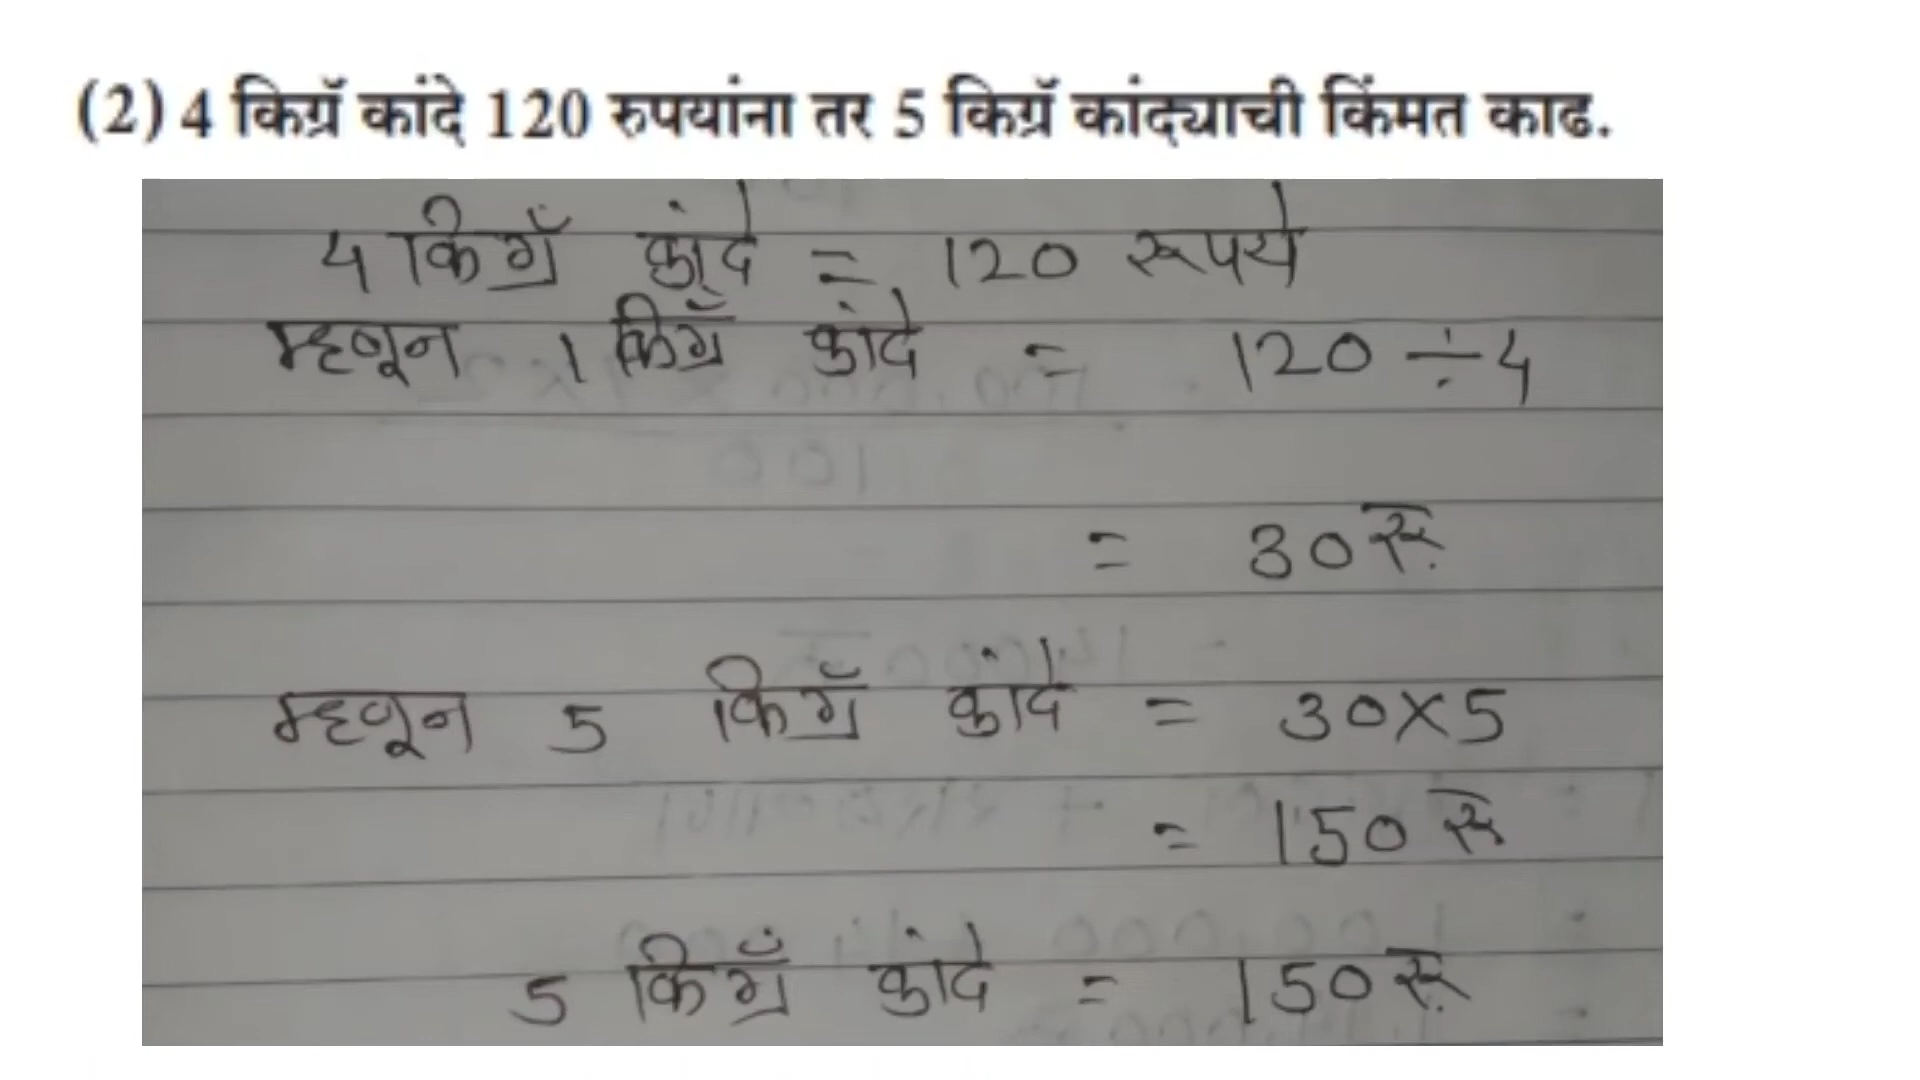 (2) 4 किग्रॅ कांदे 120 रुपयांना तर 5 किग्रॅ कांद्याची किंमत काढ.
4 किग्रॅ कांदे = 120 रूपये
म्हणून 1 किग्रॅ कांदे = 120 ÷ 4
= 30 रू.
म्हणून 5 किग्रॅ कांदे = 30 × 5
= 150 रू
5 किग्रॅ कांदे = 150 रू.